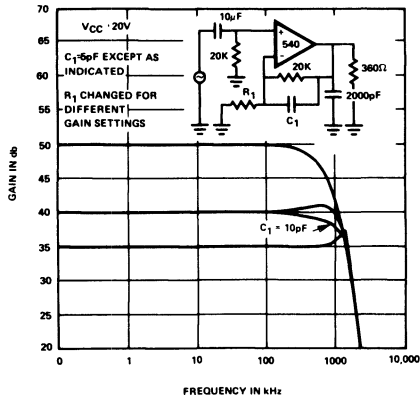 70
65
60
55
50
45
40
35
30
25
20
GAIN IN db
VCC · 20V
C1=5pF EXCEPT AS
INDICATED
R1 CHANGED FOR
DIFFERENT
GAIN SETTINGS
10μF
20K
+
540
−
20K
R1
C1
360Ω
2000pF
C1 = 10pF
0
1
10
100
1000
10,000
FREQUENCY IN kHz